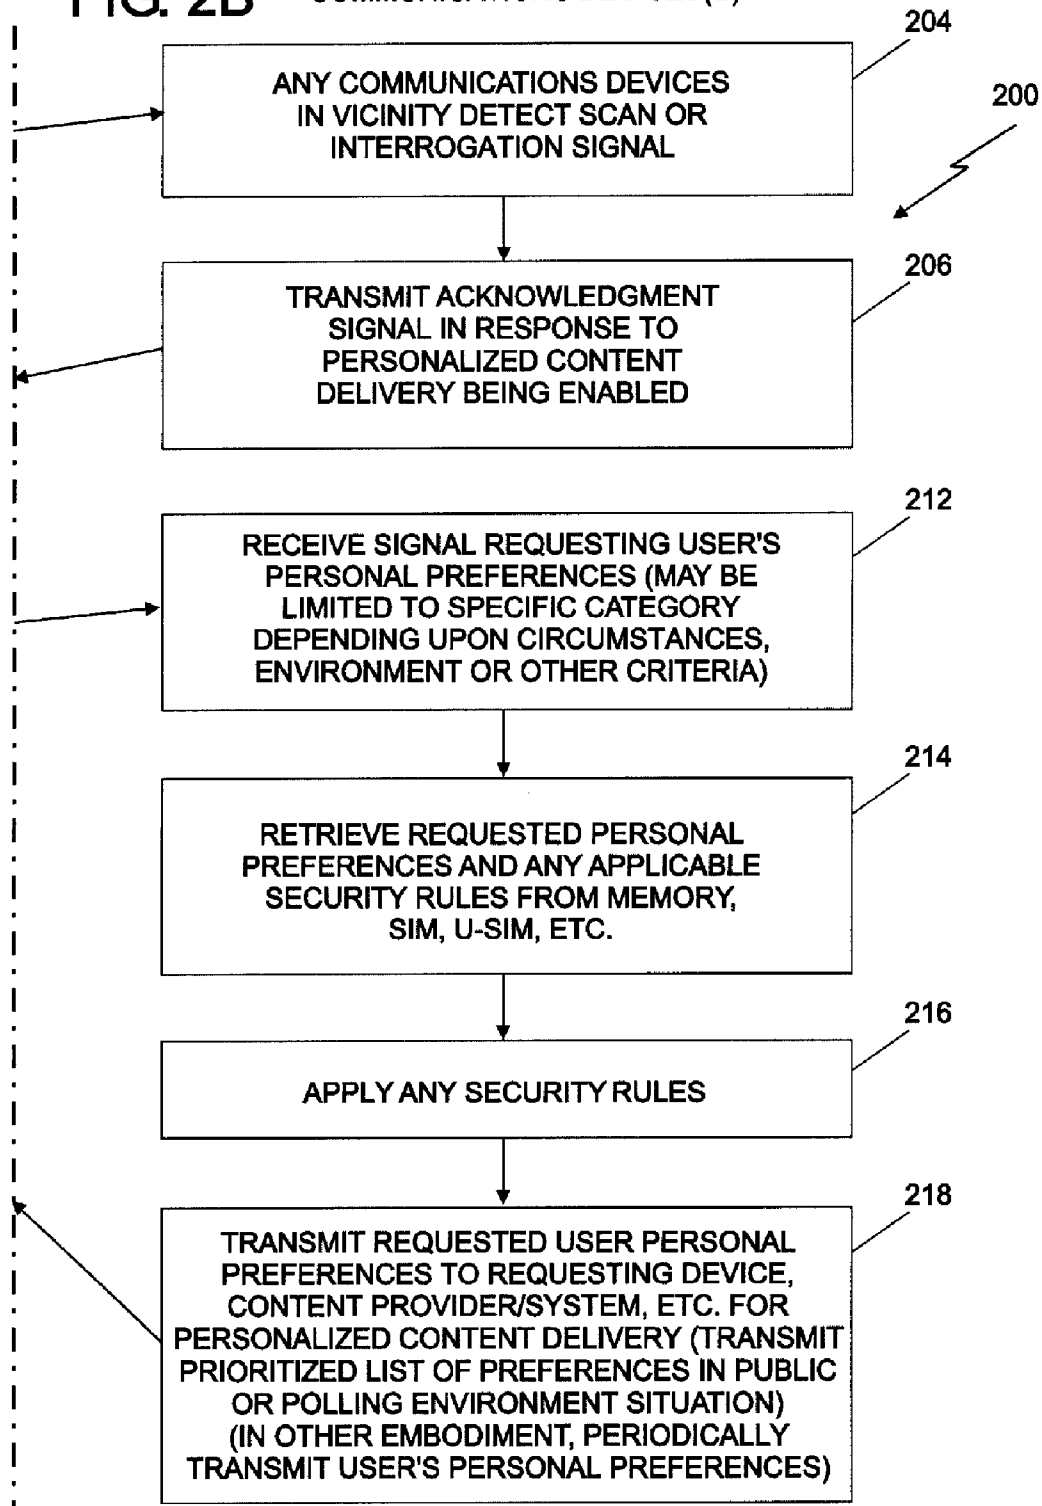 FIG. 2B
204
ANY COMMUNICATIONS DEVICES
IN VICINITY DETECT SCAN OR
INTERROGATION SIGNAL
200
206
TRANSMIT ACKNOWLEDGMENT
SIGNAL IN RESPONSE TO
PERSONALIZED CONTENT
DELIVERY BEING ENABLED
212
RECEIVE SIGNAL REQUESTING USER'S
PERSONAL PREFERENCES (MAY BE
LIMITED TO SPECIFIC CATEGORY
DEPENDING UPON CIRCUMSTANCES,
ENVIRONMENT OR OTHER CRITERIA)
214
RETRIEVE REQUESTED PERSONAL
PREFERENCES AND ANY APPLICABLE
SECURITY RULES FROM MEMORY,
SIM, U-SIM, ETC.
216
APPLY ANY SECURITY RULES
218
TRANSMIT REQUESTED USER PERSONAL
PREFERENCES TO REQUESTING DEVICE,
CONTENT PROVIDER/SYSTEM, ETC. FOR
PERSONALIZED CONTENT DELIVERY (TRANSMIT
PRIORITIZED LIST OF PREFERENCES IN PUBLIC
OR POLLING ENVIRONMENT SITUATION)
(IN OTHER EMBODIMENT, PERIODICALLY
TRANSMIT USER'S PERSONAL PREFERENCES)